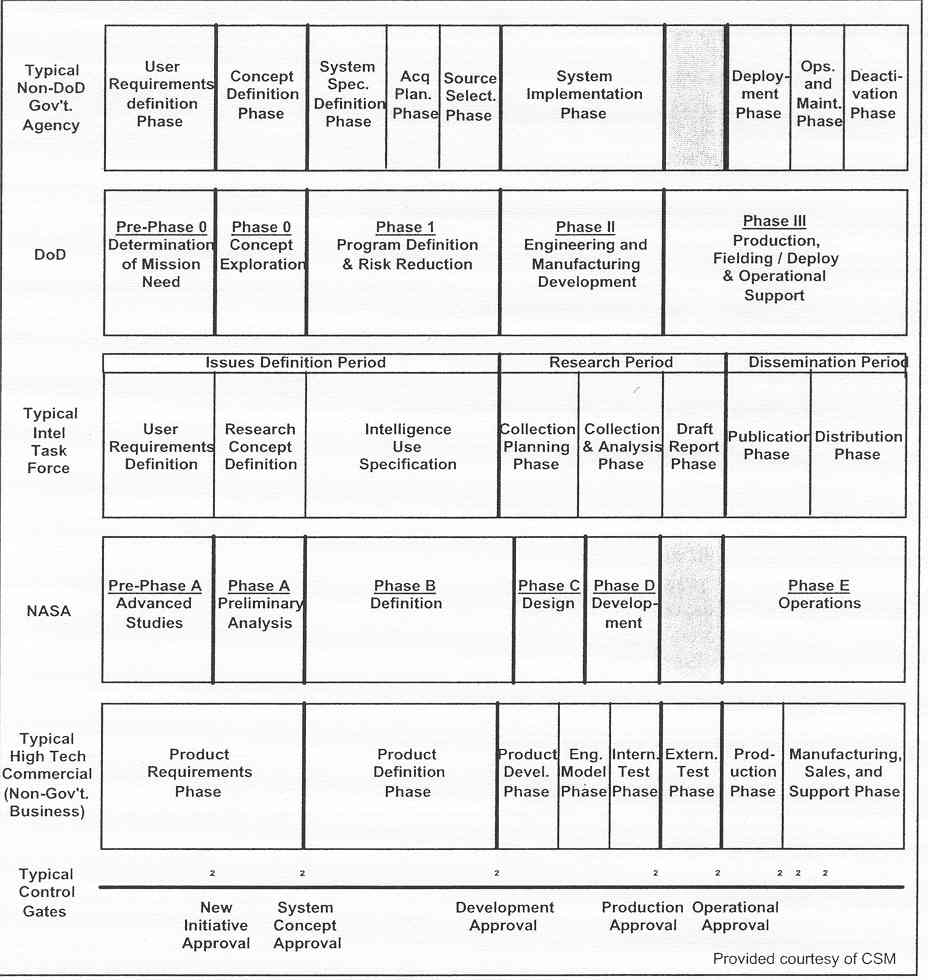 Typical
Non-DoD
Gov't.
Agency
User
Requirements
definition
Phase
Concept
Definition
Phase
System
Spec.
Definition
Phase
Acq
Plan.
Phase
Source
Select.
Phase
System
Implementation
Phase
Deploy-
ment
Phase
Ops.
and
Maint.
Phase
Deacti-
vation
Phase
DoD
Pre-Phase 0
Determination
of Mission
Need
Phase 0
Concept
Exploration
Phase 1
Program Definition
& Risk Reduction
Phase II
Engineering and
Manufacturing
Development
Phase III
Production,
Fielding / Deploy
& Operational
Support
Typical
Intel
Task
Force
Issues Definition Period
Research Period
Dissemination Period
User
Requirements
Definition
Research
Concept
Definition
Intelligence
Use
Specification
Collection
Planning
Phase
Collection
& Analysis
Phase
Draft
Report
Phase
Publication
Phase
Distribution
Phase
NASA
Pre-Phase A
Advanced
Studies
Phase A
Preliminary
Analysis
Phase B
Definition
Phase C
Design
Phase D
Develop-
ment
Phase E
Operations
Typical
High Tech
Commercial
(Non-Gov't.
Business)
Product
Requirements
Phase
Product
Definition
Phase
Product
Devel.
Phase
Eng.
Model
Phase
Intern.
Test
Phase
Extern.
Test
Phase
Prod-
uction
Phase
Manufacturing,
Sales, and
Support Phase
Typical
Control
Gates
2 2 2 2 2 2 2 2
New
Initiative
Approval
System
Concept
Approval
Development
Approval
Production
Approval
Operational
Approval
Provided courtesy of CSM